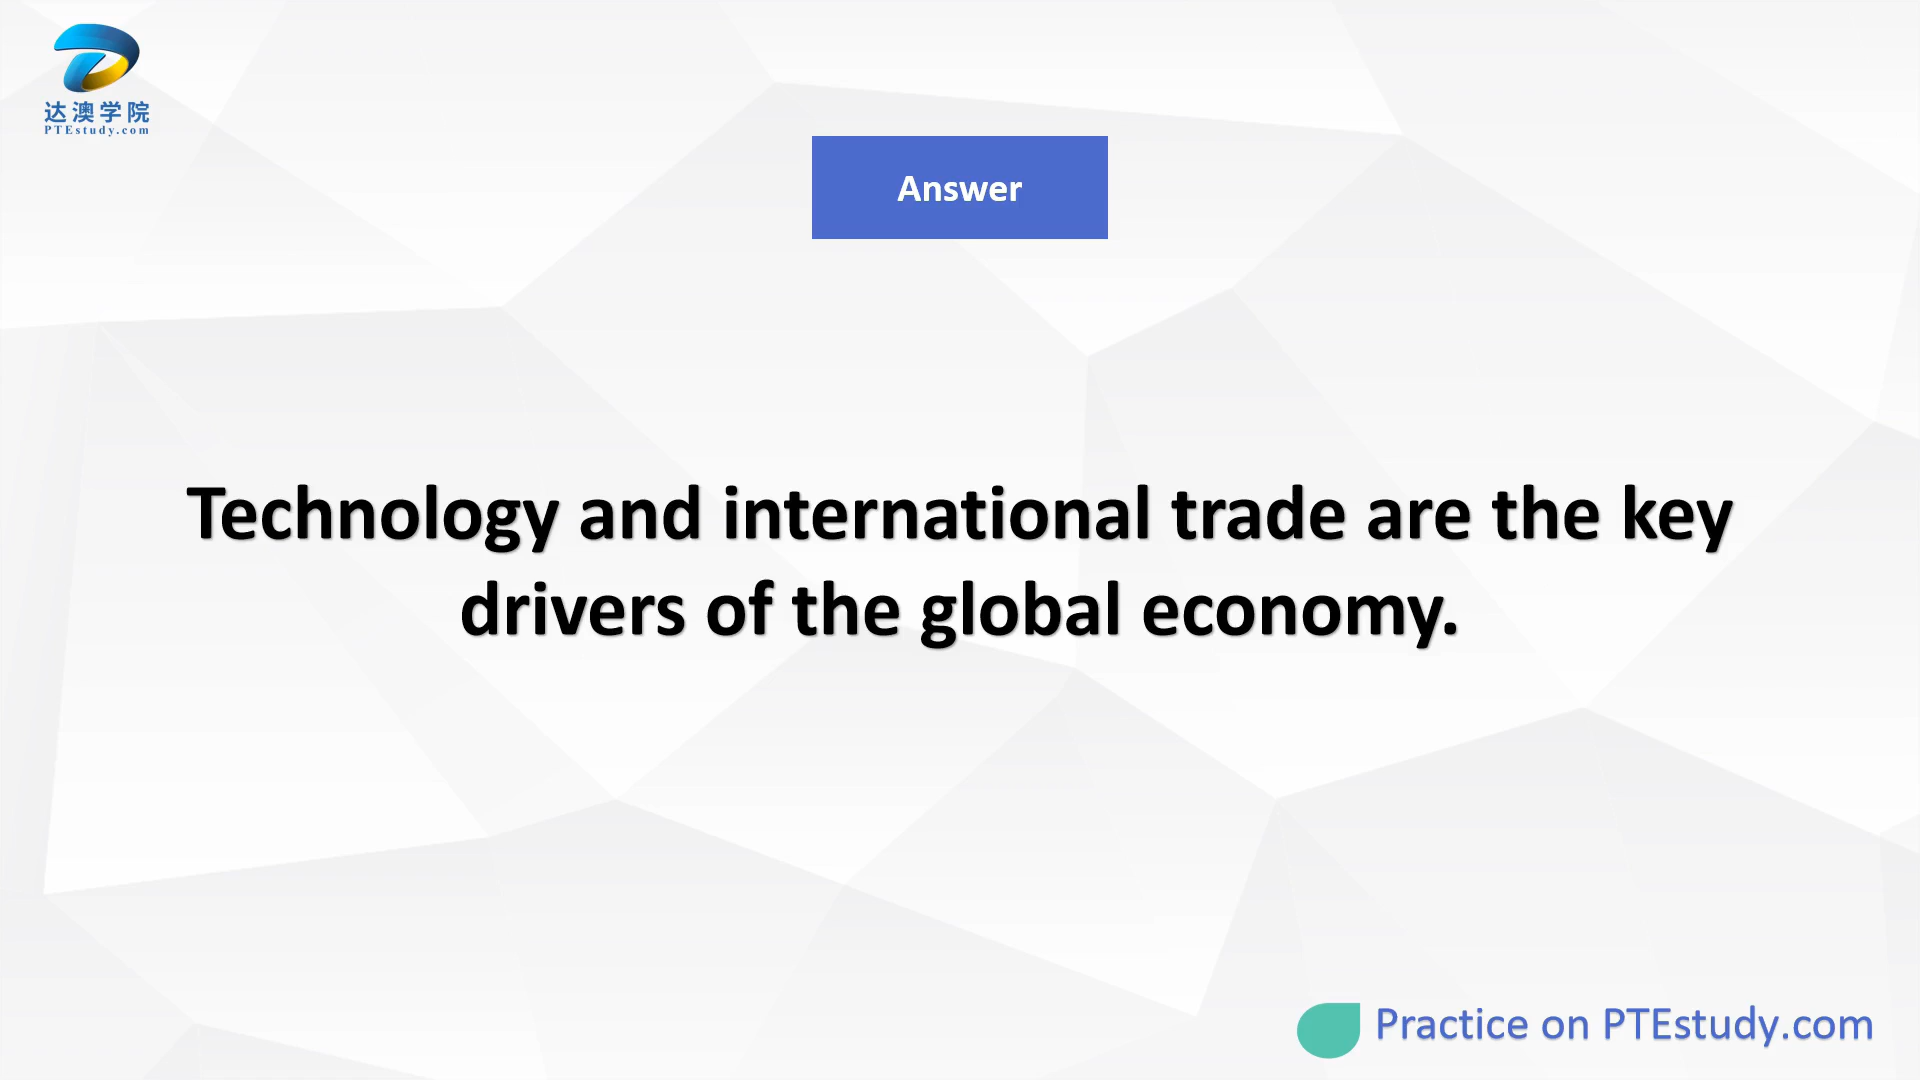 达澳学院
PTEstudy.com
Answer
Technology and international trade are the key
drivers of the global economy.
Practice on PTEstudy.com